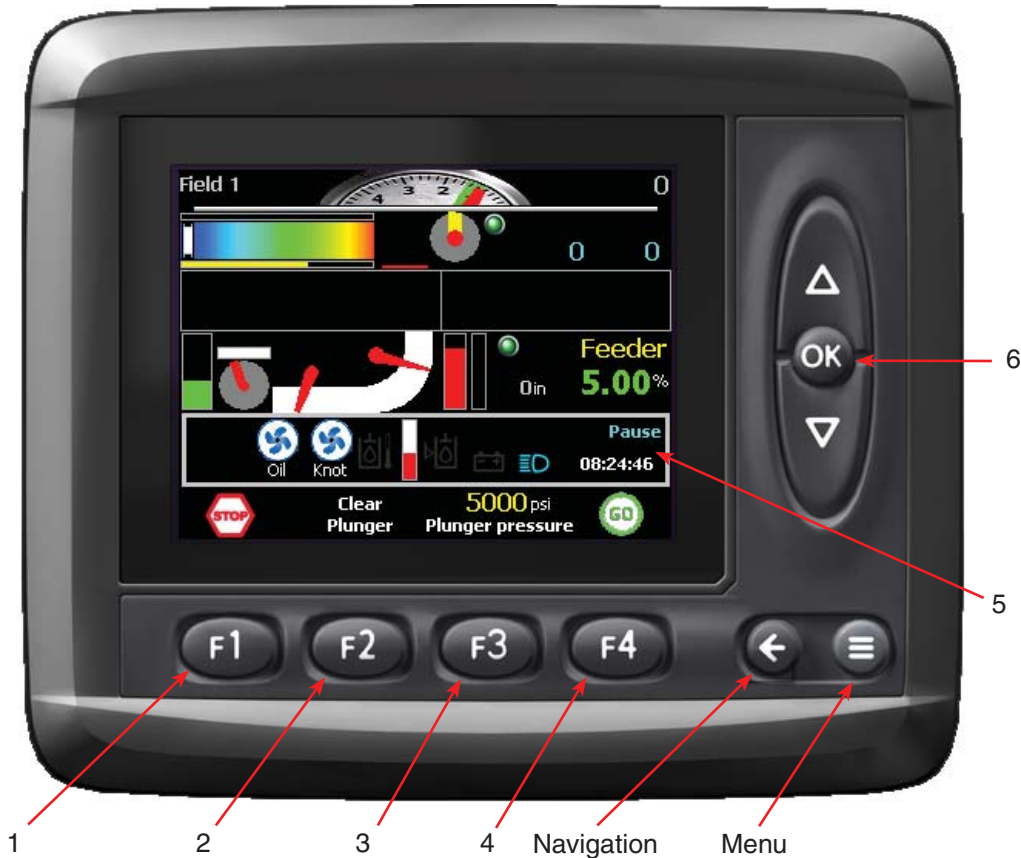 Field 1
4 3 2 1
0
0 0
Feeder
0in 5.00%
Pause
Oil Knot 08:24:46
STOP Clear Plunger 5000 psi Plunger pressure GO
OK
6
5
F1 F2 F3 F4
1 2 3 4 Navigation Menu